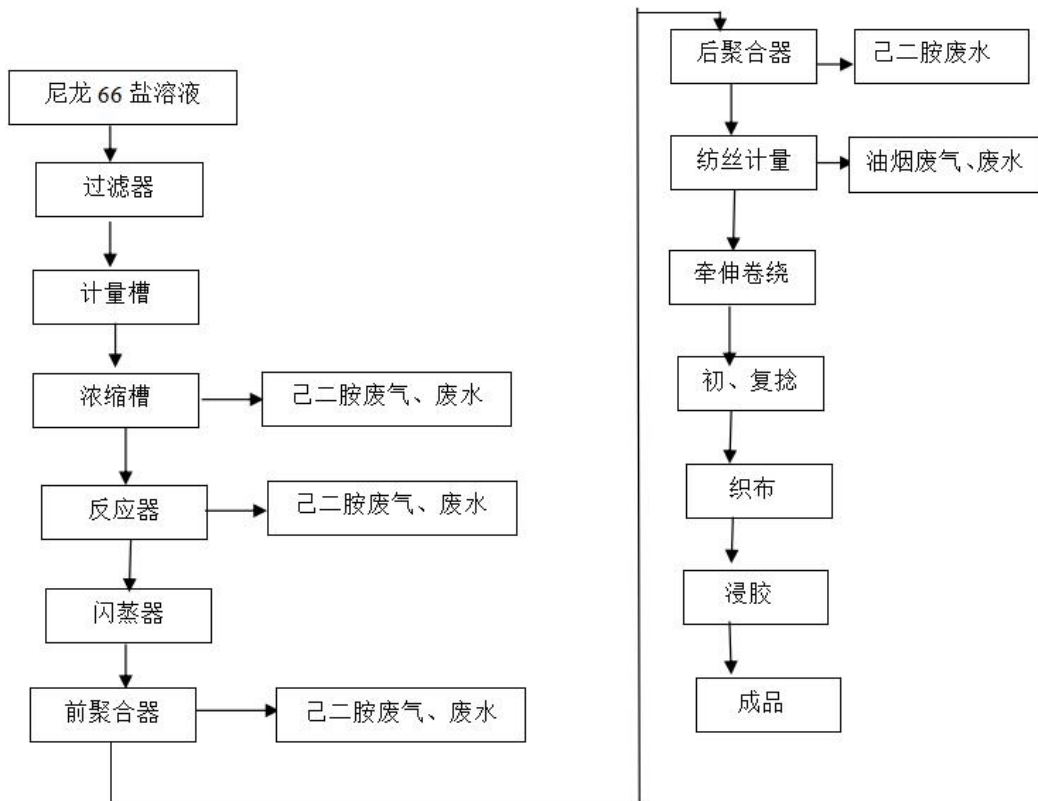 尼龙 66 盐溶液
过滤器
计量槽
浓缩槽
己二胺废气、废水
反应器
己二胺废气、废水
闪蒸器
前聚合器
己二胺废气、废水
后聚合器
己二胺废水
纺丝计量
油烟废气、废水
牵伸卷绕
初、复捻
织布
浸胶
成品